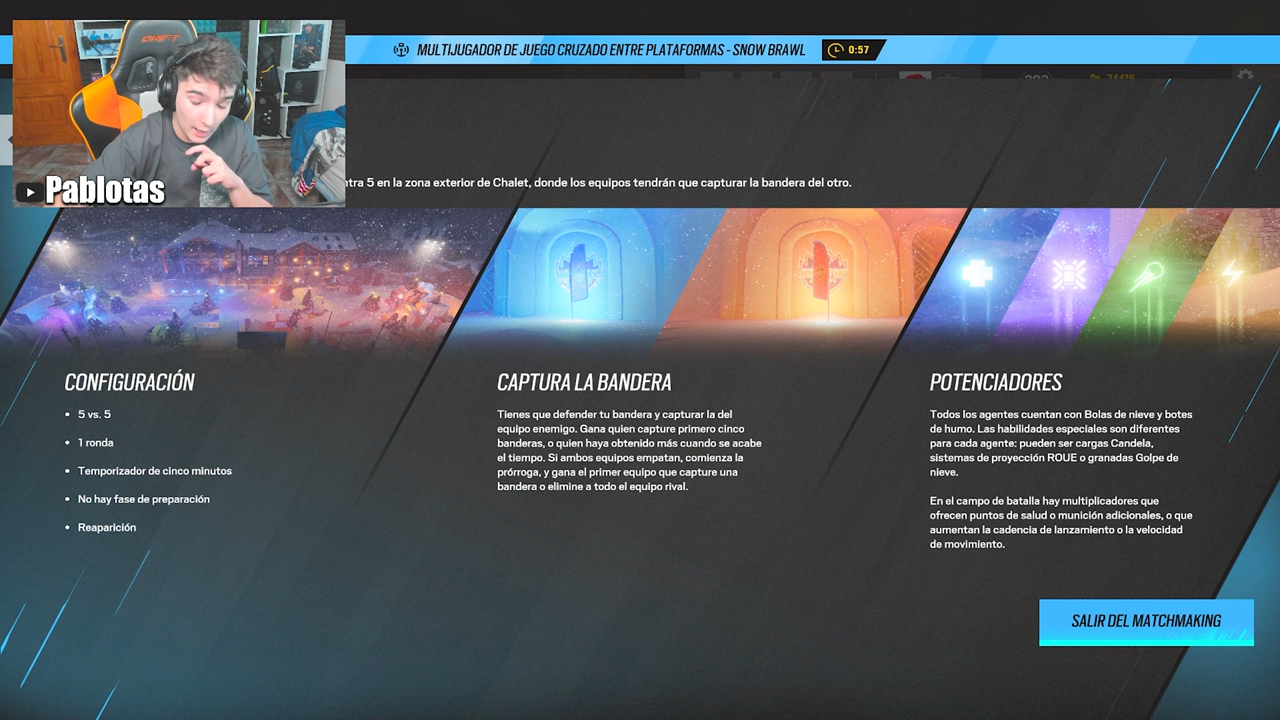 MULTIJUGADOR DE JUEGO CRUZADO ENTRE PLATAFORMAS - SNOW BRAWL
0:57
DRIFT
Pablotas
5 en la zona exterior de Chalet, donde los equipos tendrán que capturar la bandera del otro.
CONFIGURACIÓN
• 5 vs. 5
• 1 ronda
• Temporizador de cinco minutos
• No hay fase de preparación
• Reaparición
CAPTURA LA BANDERA
Tienes que defender tu bandera y capturar la del
equipo enemigo. Gana quien capture primero cinco
banderas, o quien haya obtenido más cuando se acabe
el tiempo. Si ambos equipos empatan, comienza la
prórroga, y gana el primer equipo que capture una
bandera o elimine a todo el equipo rival.
POTENCIADORES
Todos los agentes cuentan con Bolas de nieve y botes
de humo. Las habilidades especiales son diferentes
para cada agente: pueden ser cargas Candela,
sistemas de proyección ROUE o granadas Golpe de
nieve.
En el campo de batalla hay multiplicadores que
ofrecen puntos de salud o munición adicionales, o que
aumentan la cadencia de lanzamiento o la velocidad
de movimiento.
SALIR DEL MATCHMAKING